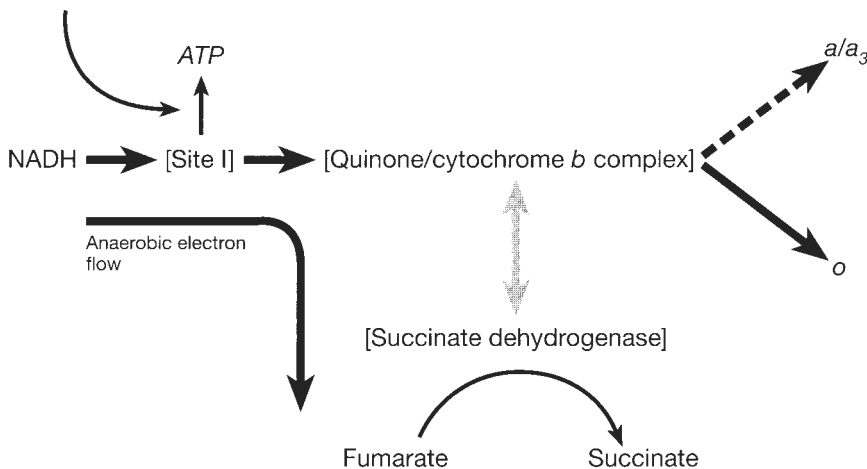 ATP
a/a3
NADH
[Site I]
[Quinone/cytochrome b complex]
Anaerobic electron
flow
o
[Succinate dehydrogenase]
Fumarate
Succinate